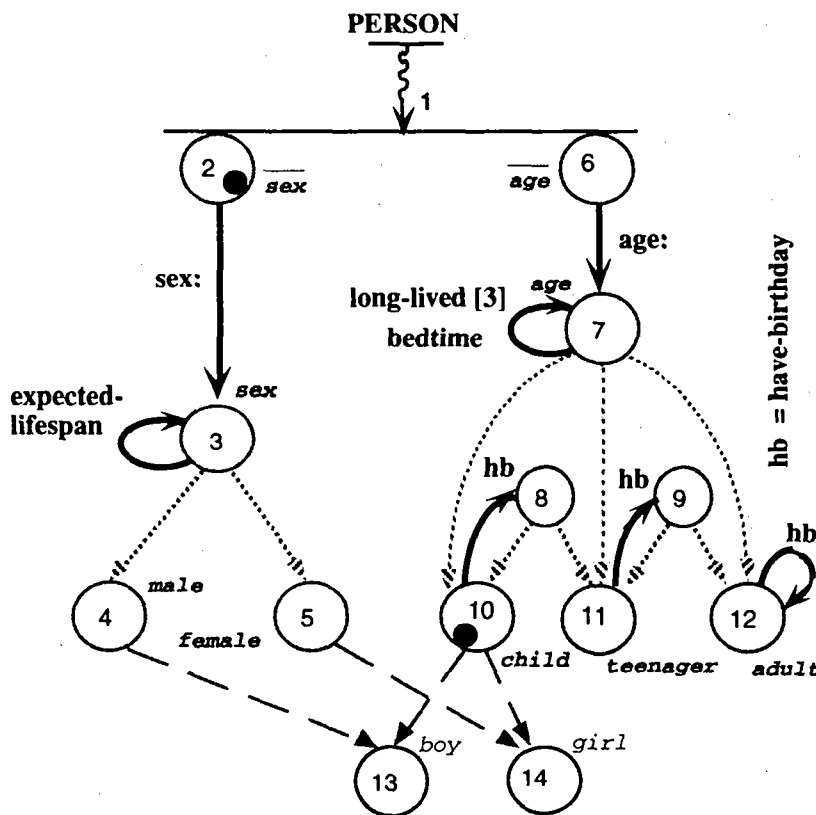 PERSON
1
2
sex
6
age
sex:
age:
long-lived [3]
bedtime
age
7
hb = have-birthday
expected-
lifespan
sex
3
hb
8
hb
9
hb
4
male
5
female
10
child
11
teenager
12
adult
13
boy
14
girl